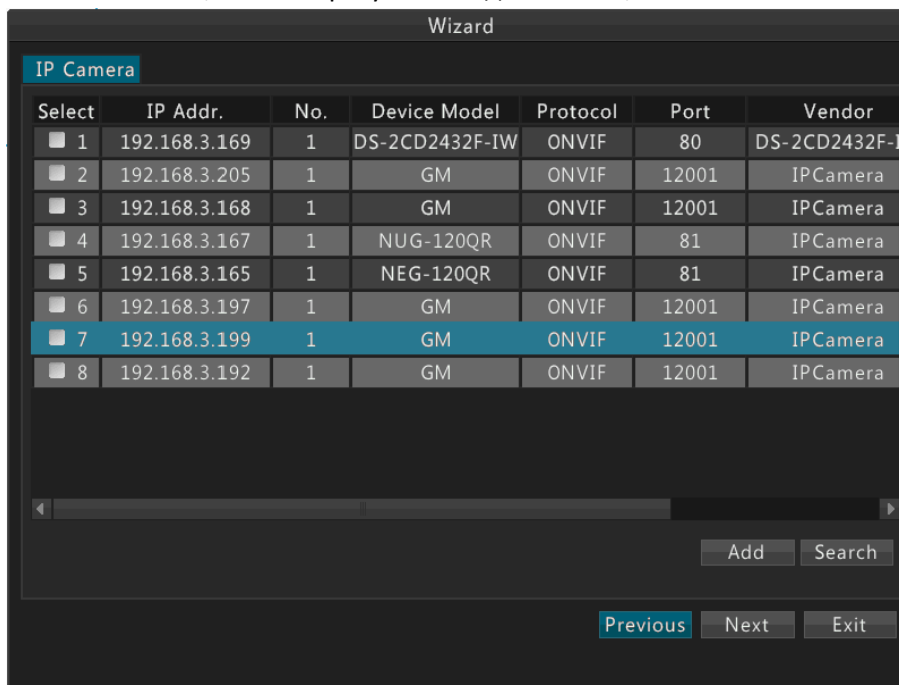 Wizard
IP Camera
Select IP Addr. No. Device Model Protocol Port Vendor
1 192.168.3.169 1 DS-2CD2432F-IW ONVIF 80 DS-2CD2432F-I
2 192.168.3.205 1 GM ONVIF 12001 IPCamera
3 192.168.3.168 1 GM ONVIF 12001 IPCamera
4 192.168.3.167 1 NUG-120QR ONVIF 81 IPCamera
5 192.168.3.165 1 NEG-120QR ONVIF 81 IPCamera
6 192.168.3.197 1 GM ONVIF 12001 IPCamera
7 192.168.3.199 1 GM ONVIF 12001 IPCamera
8 192.168.3.192 1 GM ONVIF 12001 IPCamera
Add Search
Previous Next Exit